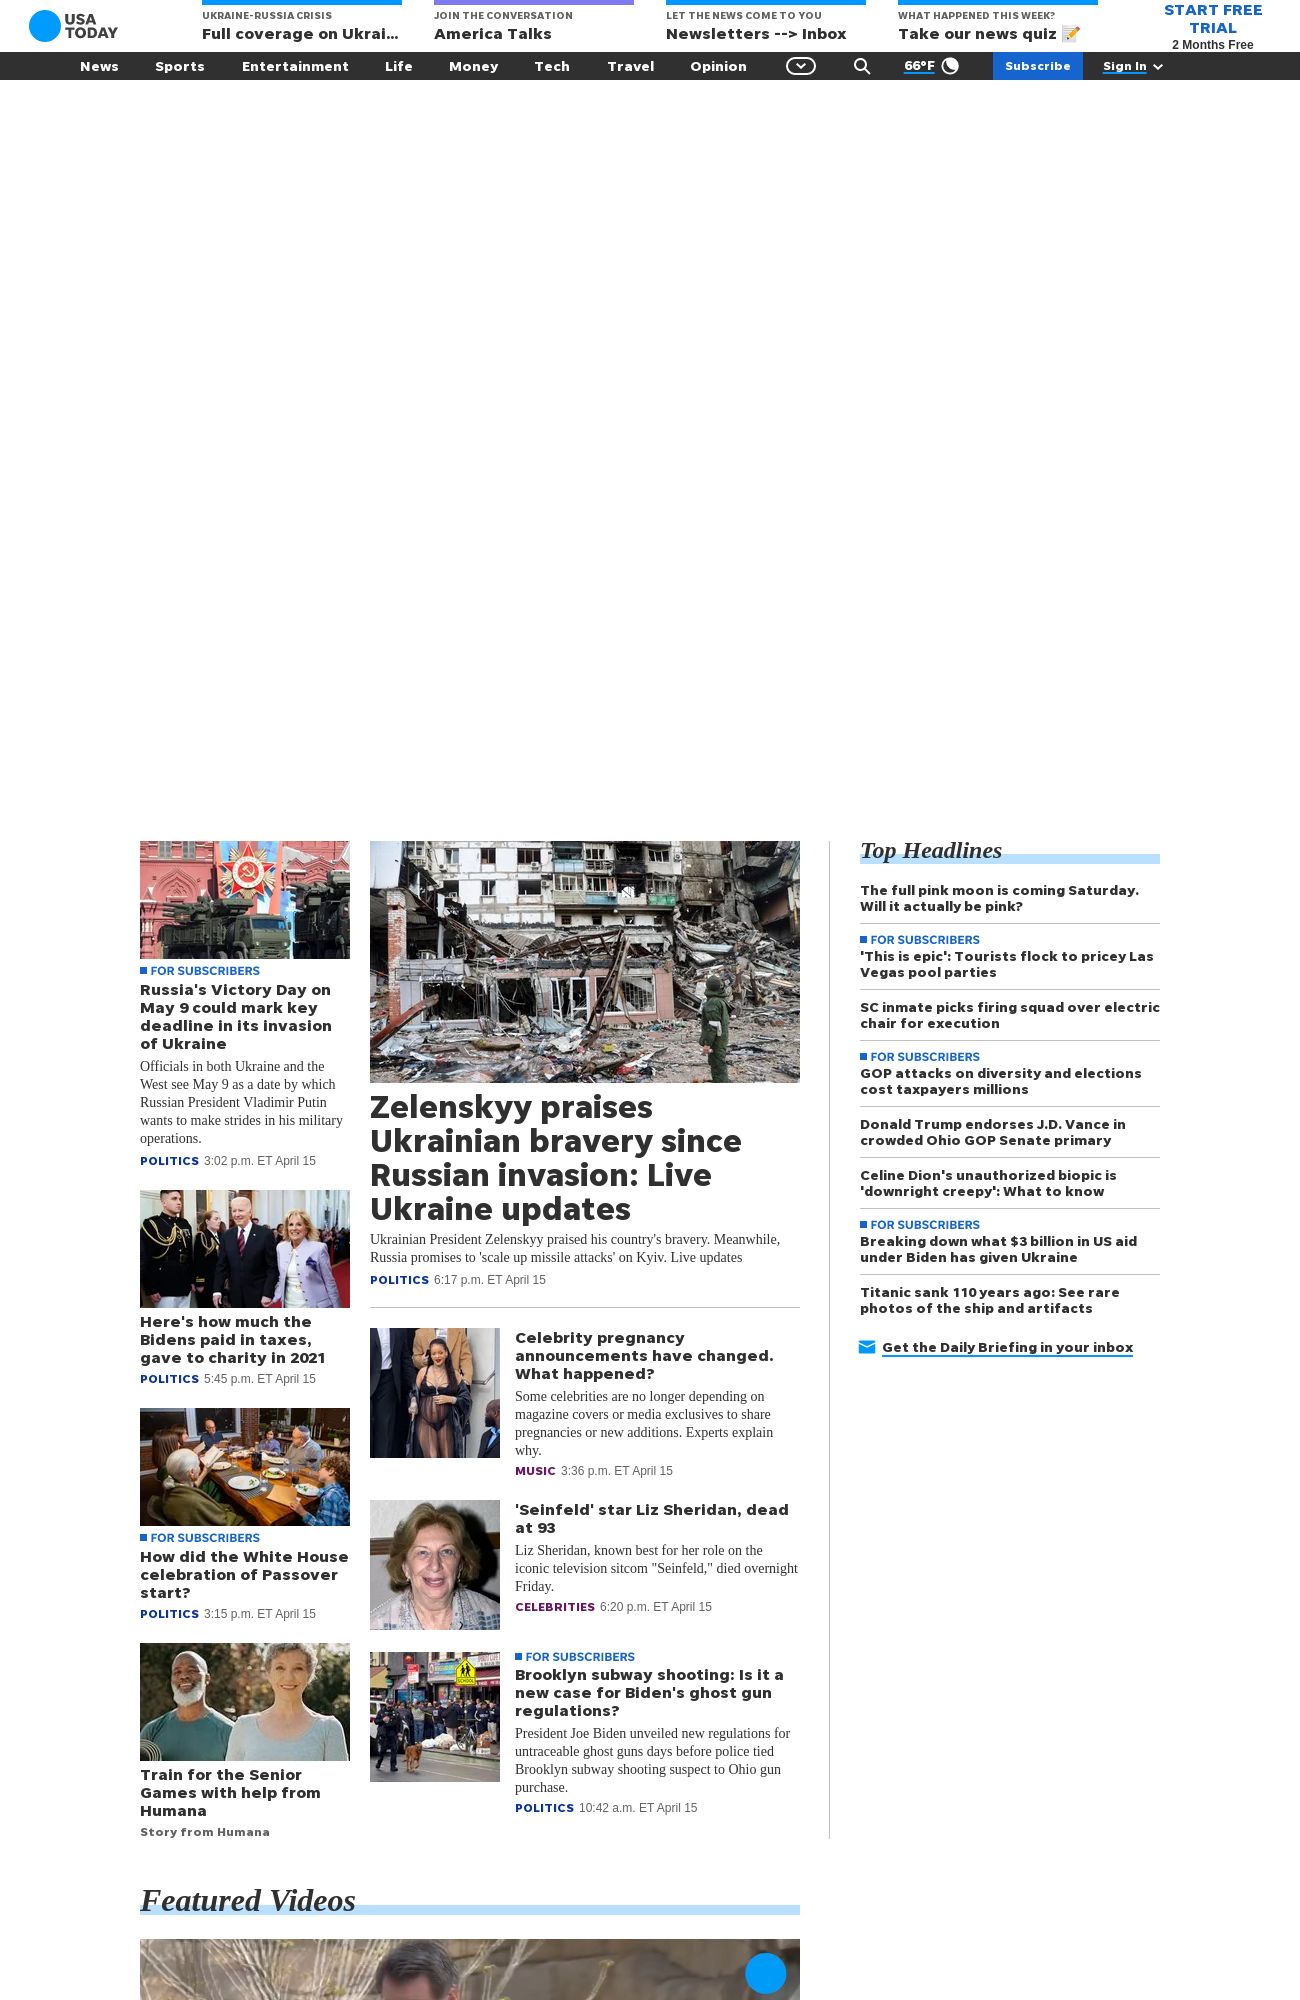 USA
TODAY
UKRAINE-RUSSIA CRISIS
Full coverage on Ukrai...
JOIN THE CONVERSATION
America Talks
LET THE NEWS COME TO YOU
Newsletters --> Inbox
WHAT HAPPENED THIS WEEK?
Take our news quiz 📝
START FREE
TRIAL
2 Months Free
News Sports Entertainment Life Money Tech Travel Opinion 66°F Subscribe Sign In
FOR SUBSCRIBERS
Russia's Victory Day on
May 9 could mark key
deadline in its invasion
of Ukraine
Officials in both Ukraine and the
West see May 9 as a date by which
Russian President Vladimir Putin
wants to make strides in his military
operations.
POLITICS 3:02 p.m. ET April 15
Here's how much the
Bidens paid in taxes,
gave to charity in 2021
POLITICS 5:45 p.m. ET April 15
FOR SUBSCRIBERS
How did the White House
celebration of Passover
start?
POLITICS 3:15 p.m. ET April 15
Train for the Senior
Games with help from
Humana
Story from Humana
Zelenskyy praises
Ukrainian bravery since
Russian invasion: Live
Ukraine updates
Ukrainian President Zelenskyy praised his country's bravery. Meanwhile,
Russia promises to 'scale up missile attacks' on Kyiv. Live updates
POLITICS 6:17 p.m. ET April 15
Celebrity pregnancy
announcements have changed.
What happened?
Some celebrities are no longer depending on
magazine covers or media exclusives to share
pregnancies or new additions. Experts explain
why.
MUSIC 3:36 p.m. ET April 15
'Seinfeld' star Liz Sheridan, dead
at 93
Liz Sheridan, known best for her role on the
iconic television sitcom "Seinfeld," died overnight
Friday.
CELEBRITIES 6:20 p.m. ET April 15
SCHOOL
FOR SUBSCRIBERS
Brooklyn subway shooting: Is it a
new case for Biden's ghost gun
regulations?
President Joe Biden unveiled new regulations for
untraceable ghost guns days before police tied
Brooklyn subway shooting suspect to Ohio gun
purchase.
POLITICS 10:42 a.m. ET April 15
Top Headlines
The full pink moon is coming Saturday.
Will it actually be pink?
FOR SUBSCRIBERS
'This is epic': Tourists flock to pricey Las
Vegas pool parties
SC inmate picks firing squad over electric
chair for execution
FOR SUBSCRIBERS
GOP attacks on diversity and elections
cost taxpayers millions
Donald Trump endorses J.D. Vance in
crowded Ohio GOP Senate primary
Celine Dion's unauthorized biopic is
'downright creepy': What to know
FOR SUBSCRIBERS
Breaking down what $3 billion in US aid
under Biden has given Ukraine
Titanic sank 110 years ago: See rare
photos of the ship and artifacts
Get the Daily Briefing in your inbox
Featured Videos